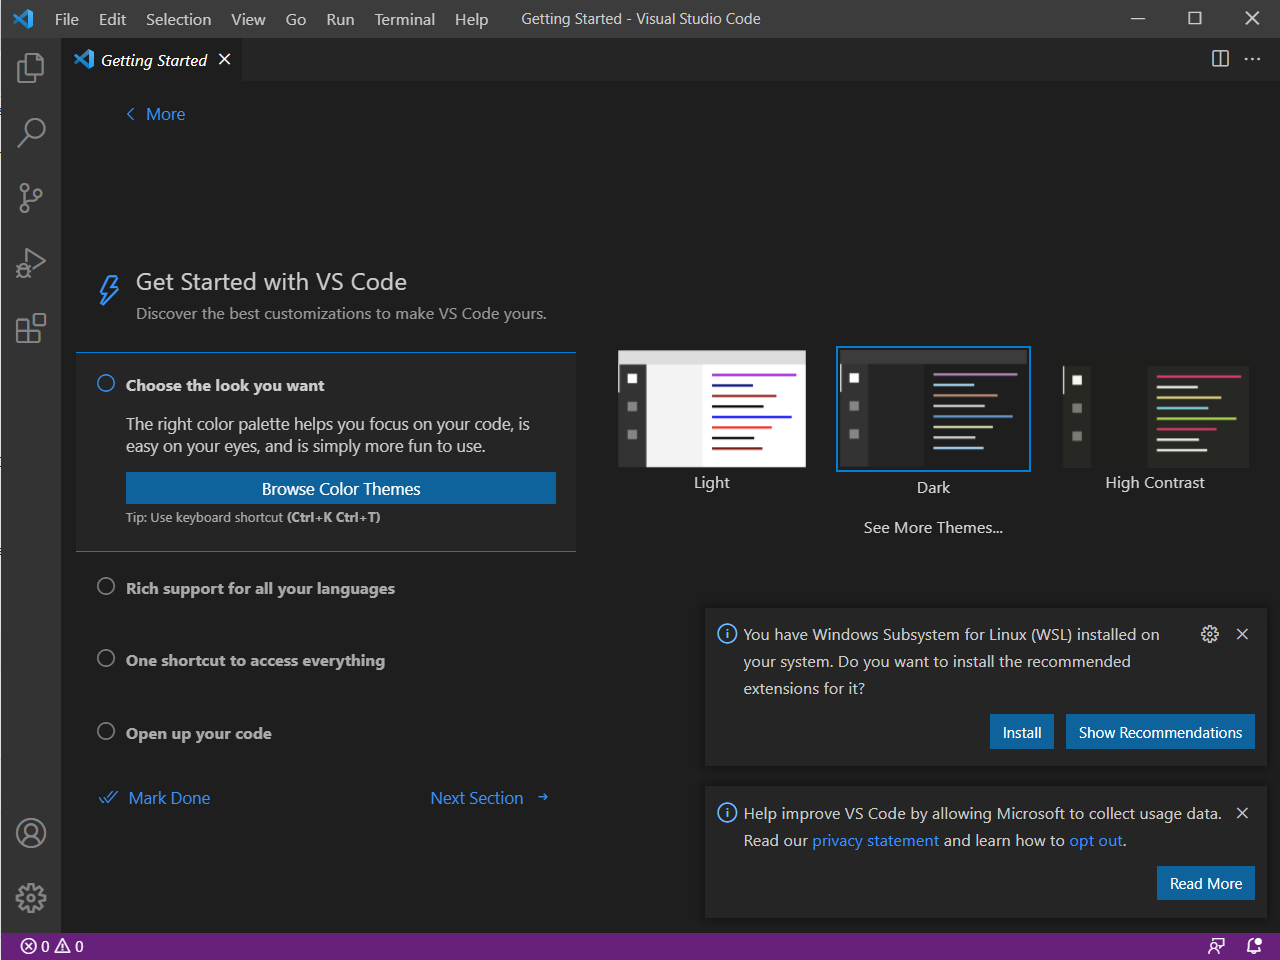 File Edit Selection View Go Run Terminal Help Getting Started - Visual Studio Code
Getting Started
More
Get Started with VS Code
Discover the best customizations to make VS Code yours.
Choose the look you want
The right color palette helps you focus on your code, is
easy on your eyes, and is simply more fun to use.
Browse Color Themes
Tip: Use keyboard shortcut (Ctrl+K Ctrl+T)
Rich support for all your languages
One shortcut to access everything
Open up your code
Mark Done
Next Section
Light
Dark
High Contrast
See More Themes...
You have Windows Subsystem for Linux (WSL) installed on
your system. Do you want to install the recommended
extensions for it?
Install
Show Recommendations
Help improve VS Code by allowing Microsoft to collect usage data.
Read our privacy statement and learn how to opt out.
Read More
0 0